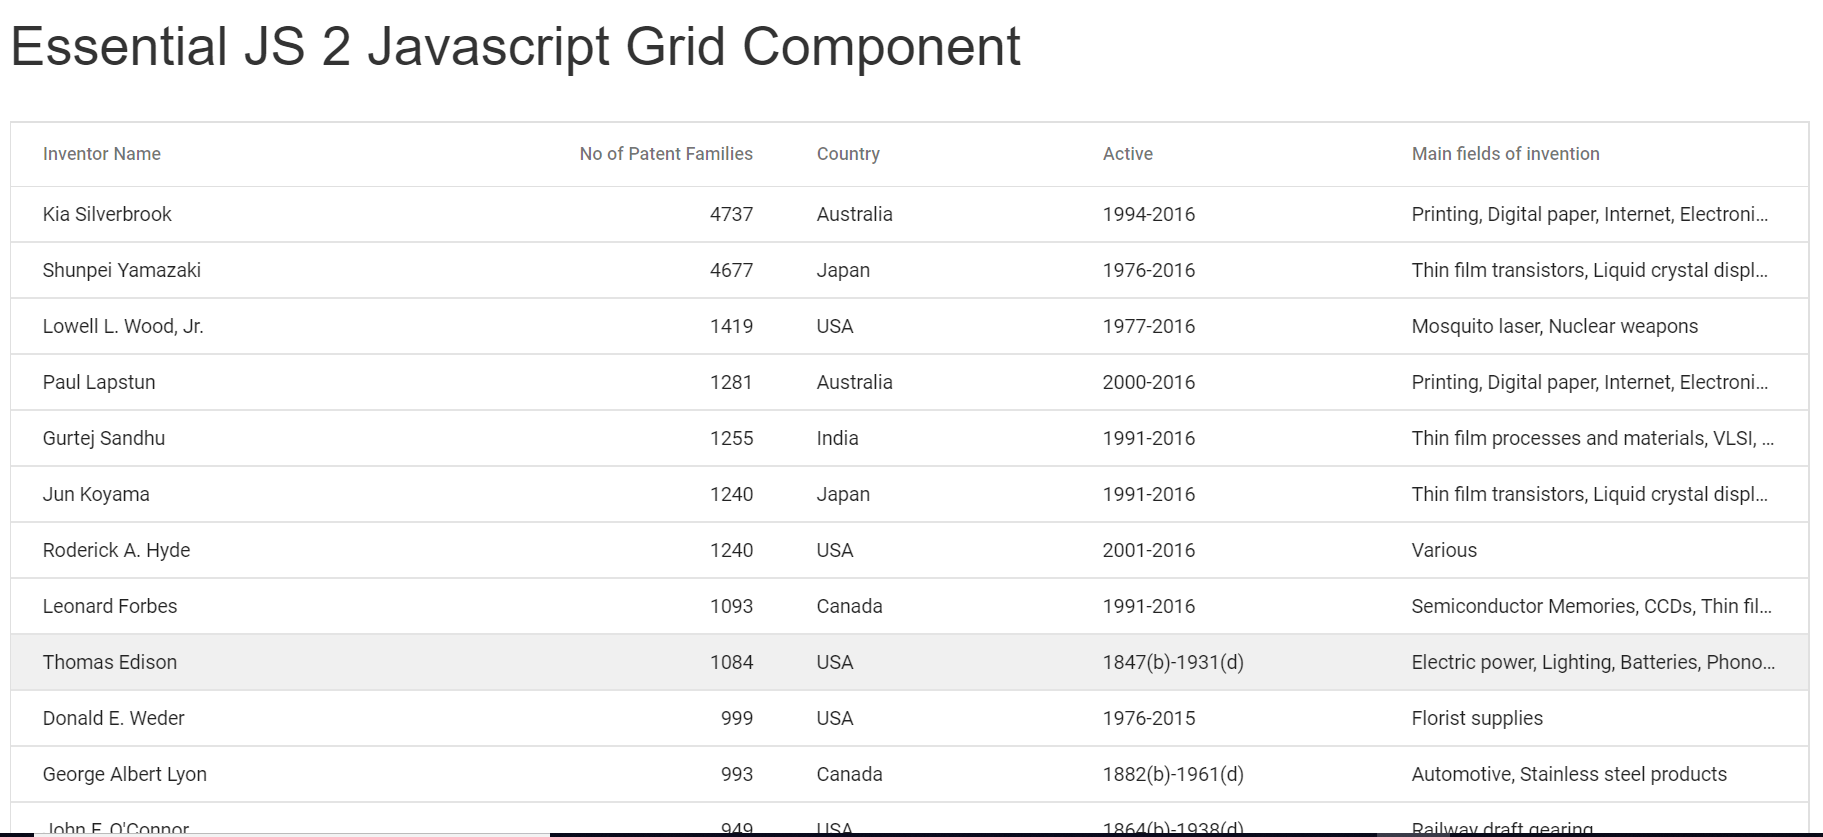 Essential JS 2 Javascript Grid Component
Inventor Name No of Patent Families Country Active Main fields of invention
Kia Silverbrook 4737 Australia 1994-2016 Printing, Digital paper, Internet, Electroni...
Shunpei Yamazaki 4677 Japan 1976-2016 Thin film transistors, Liquid crystal displ...
Lowell L. Wood, Jr. 1419 USA 1977-2016 Mosquito laser, Nuclear weapons
Paul Lapstun 1281 Australia 2000-2016 Printing, Digital paper, Internet, Electroni...
Gurtej Sandhu 1255 India 1991-2016 Thin film processes and materials, VLSI, ...
Jun Koyama 1240 Japan 1991-2016 Thin film transistors, Liquid crystal displ...
Roderick A. Hyde 1240 USA 2001-2016 Various
Leonard Forbes 1093 Canada 1991-2016 Semiconductor Memories, CCDs, Thin fil...
Thomas Edison 1084 USA 1847(b)-1931(d) Electric power, Lighting, Batteries, Phono...
Donald E. Weder 999 USA 1976-2015 Florist supplies
George Albert Lyon 993 Canada 1882(b)-1961(d) Automotive, Stainless steel products
John F. O'Connor 949 USA 1864(b)-1938(d) Railway draft gearing